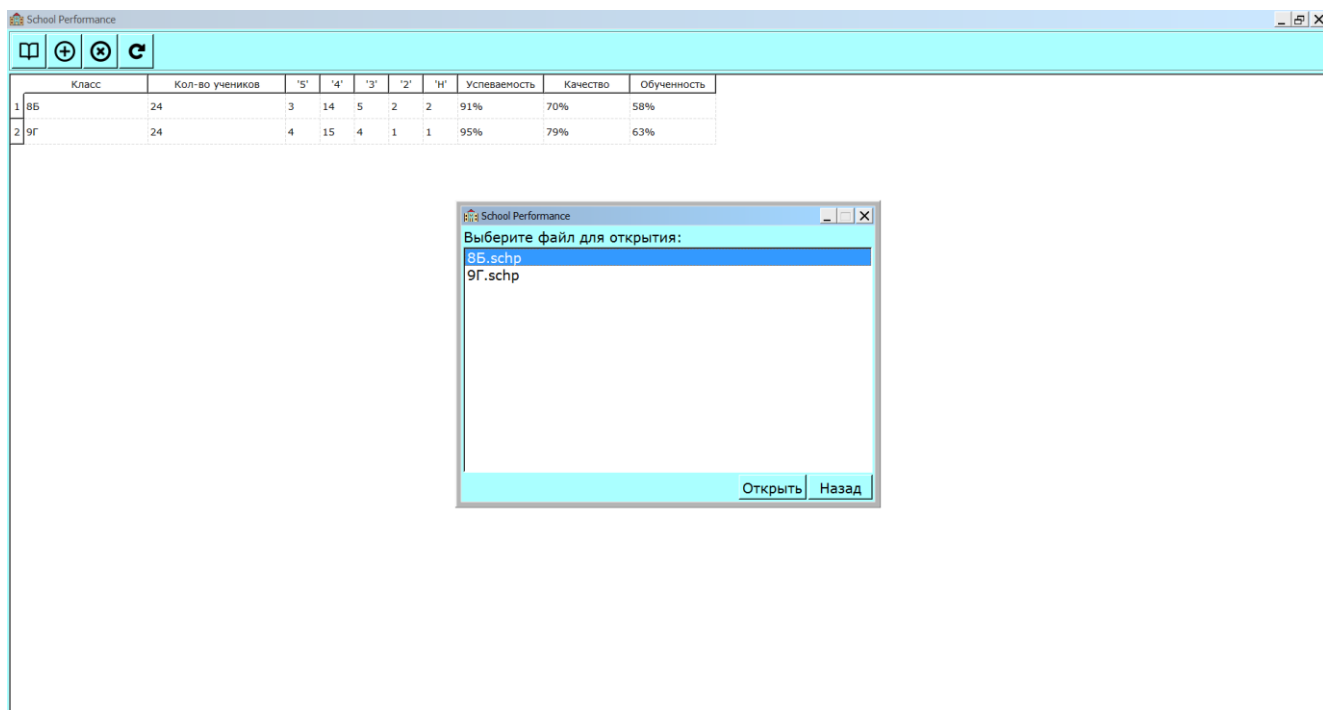 School Performance
Класс Кол-во учеников '5' '4' '3' '2' 'Н' Успеваемость Качество Обученность
1 8Б 24 3 14 5 2 2 91% 70% 58%
2 9Г 24 4 15 4 1 1 95% 79% 63%
School Performance
Выберите файл для открытия:
8Б.schp
9Г.schp
Открыть Назад